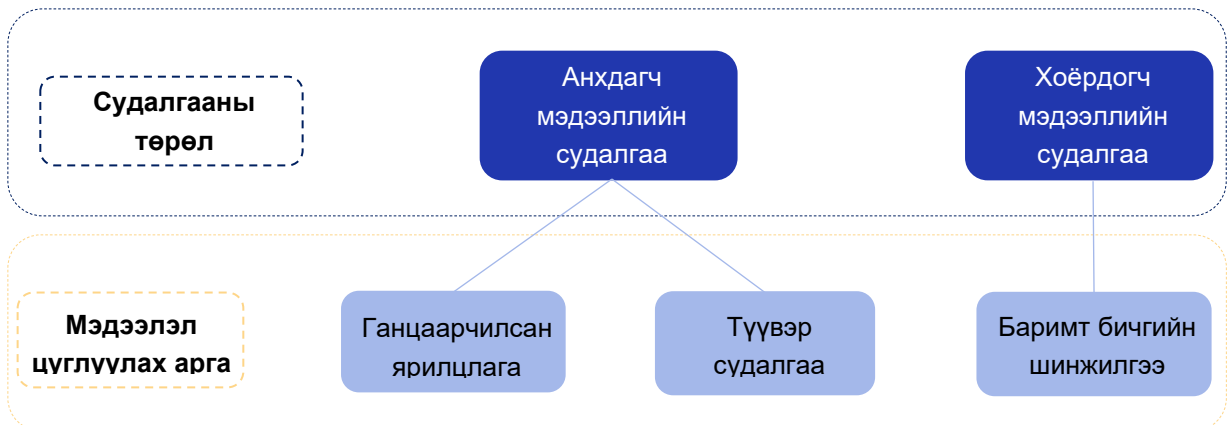 Судалгааны
төрөл
Анхдагч
мэдээллийн
судалгаа
Хоёрдогч
мэдээллийн
судалгаа
Мэдээлэл
цуглуулах арга
Ганцаарчилсан
ярилцлага
Түүвэр
судалгаа
Баримт бичгийн
шинжилгээ